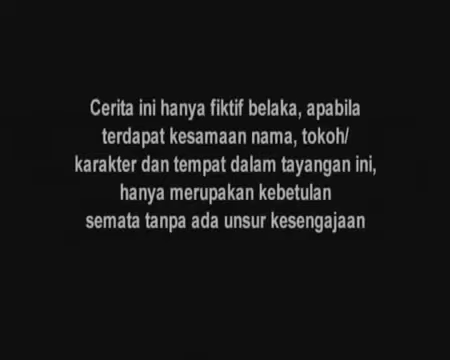 Cerita ini hanya fiktif belaka, apabila
terdapat kesamaan nama, tokoh/
karakter dan tempat dalam tayangan ini,
hanya merupakan kebetulan
semata tanpa ada unsur kesengajaan